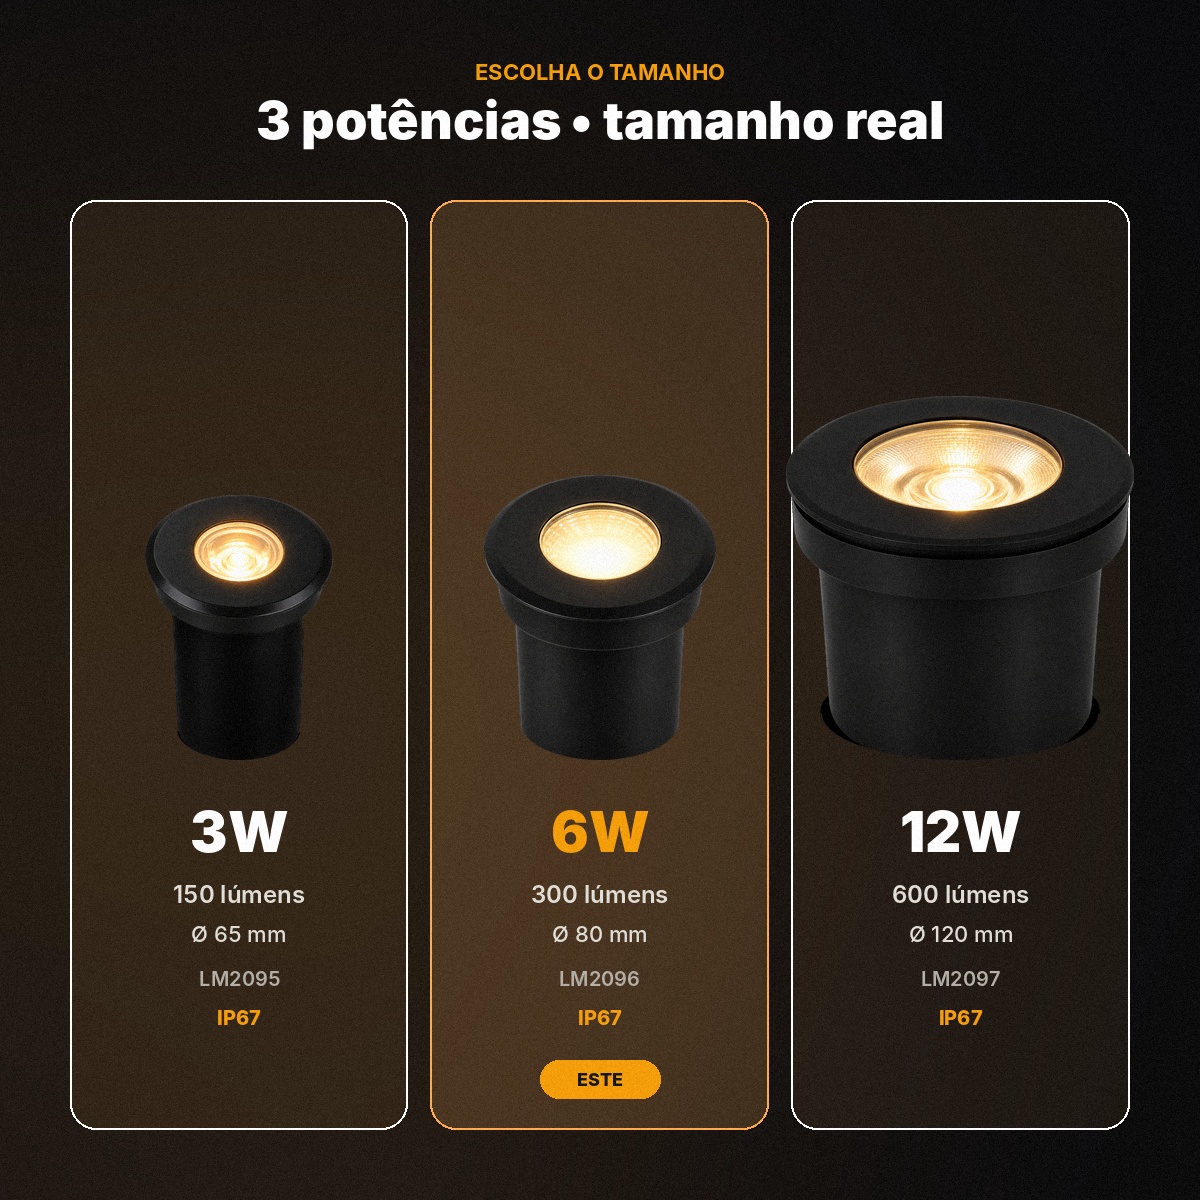 ESCOLHA O TAMANHO
3 potências • tamanho real
3W
150 lúmens
Ø 65 mm
LM2095
IP67
6W
300 lúmens
Ø 80 mm
LM2096
IP67
ESTE
12W
600 lúmens
Ø 120 mm
LM2097
IP67